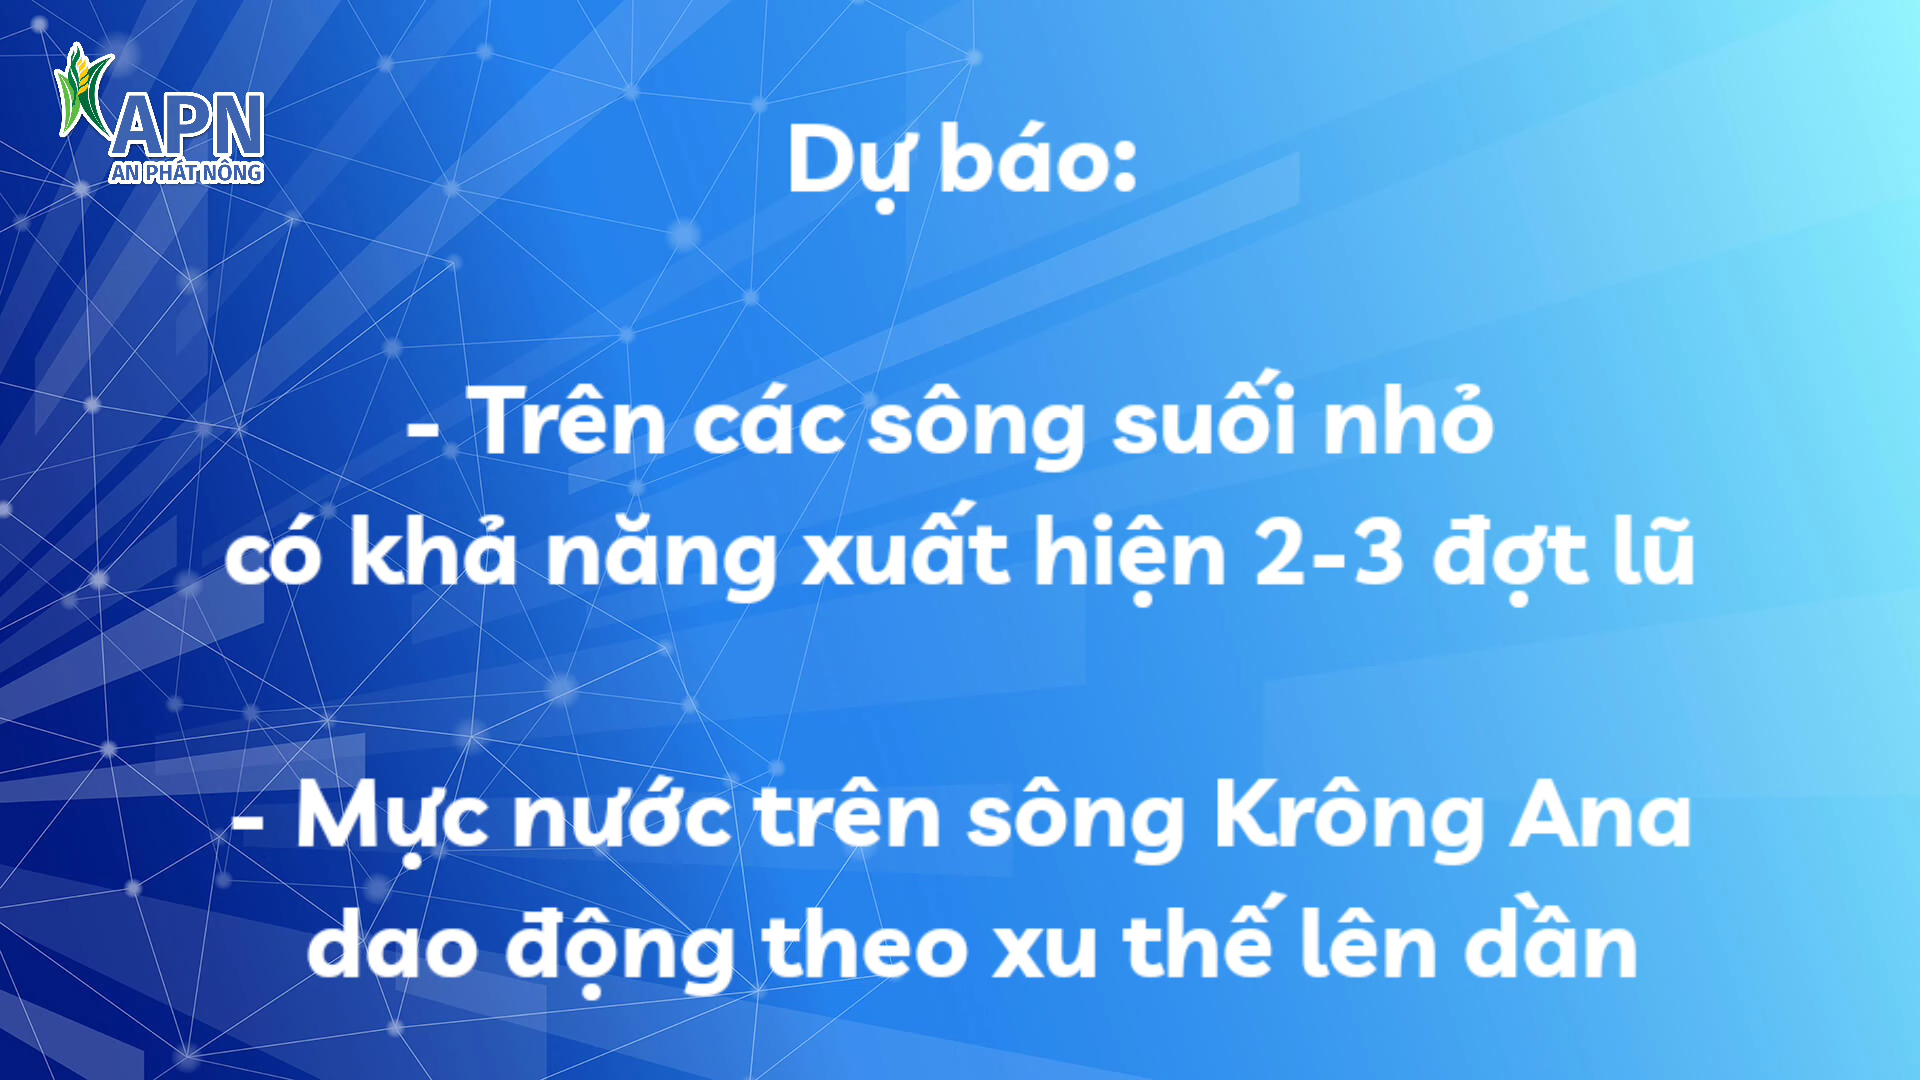 APN
AN PHÁT NÔNG
Dự báo:
- Trên các sông suối nhỏ
có khả năng xuất hiện 2-3 đợt lũ
- Mực nước trên sông Krông Ana
dao động theo xu thế lên dần